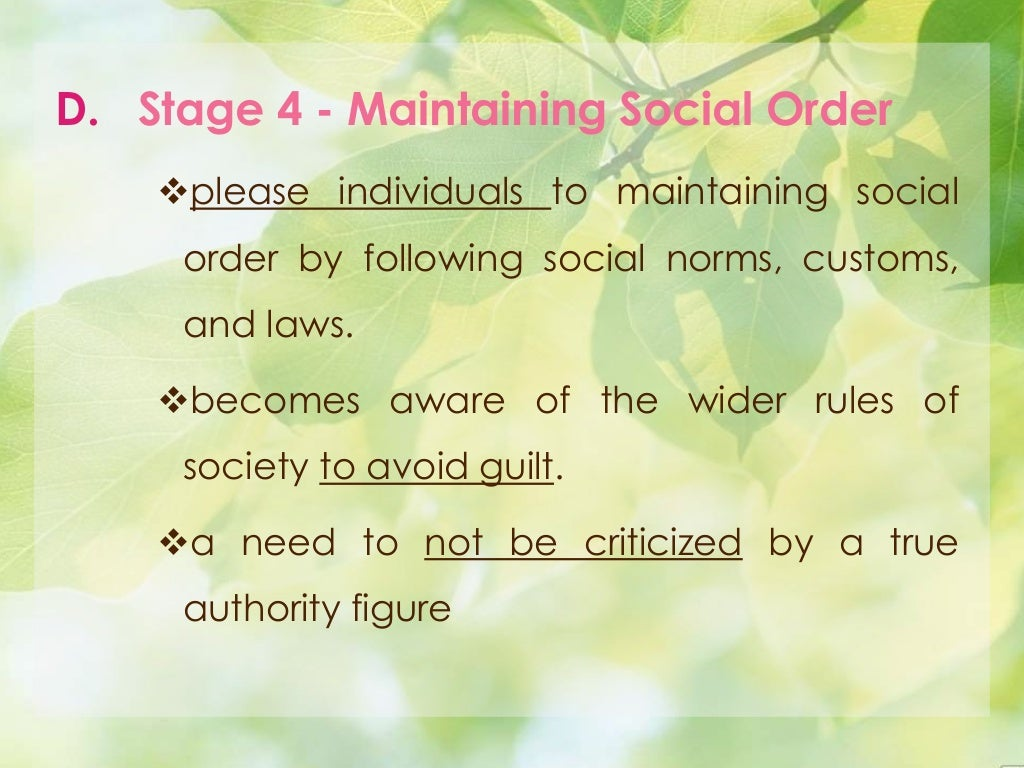 D. Stage 4 - Maintaining Social Order
❖please individuals to maintaining social
order by following social norms, customs,
and laws.
❖becomes aware of the wider rules of
society to avoid guilt.
❖a need to not be criticized by a true
authority figure